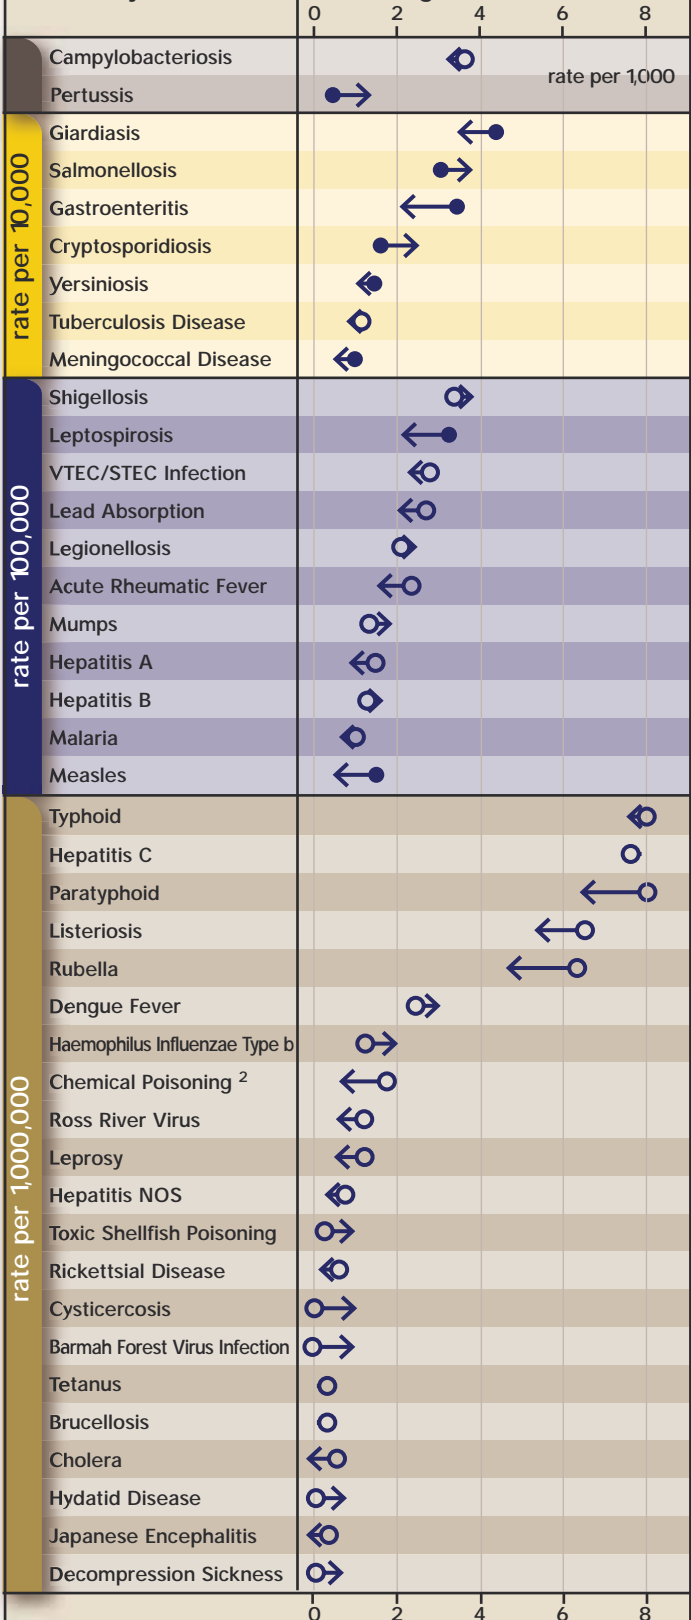 0 2 4 6 8
Campylobacteriosis
rate per 1,000
Pertussis
rate per 10,000
Giardiasis
Salmonellosis
Gastroenteritis
Cryptosporidiosis
Yersiniosis
Tuberculosis Disease
Meningococcal Disease
rate per 100,000
Shigellosis
Leptospirosis
VTEC/STEC Infection
Lead Absorption
Legionellosis
Acute Rheumatic Fever
Mumps
Hepatitis A
Hepatitis B
Malaria
Measles
rate per 1,000,000
Typhoid
Hepatitis C
Paratyphoid
Listeriosis
Rubella
Dengue Fever
Haemophilus Influenzae Type b
Chemical Poisoning 2
Ross River Virus
Leprosy
Hepatitis NOS
Toxic Shellfish Poisoning
Rickettsial Disease
Cysticercosis
Barmah Forest Virus Infection
Tetanus
Brucellosis
Cholera
Hydatid Disease
Japanese Encephalitis
Decompression Sickness
0 2 4 6 8